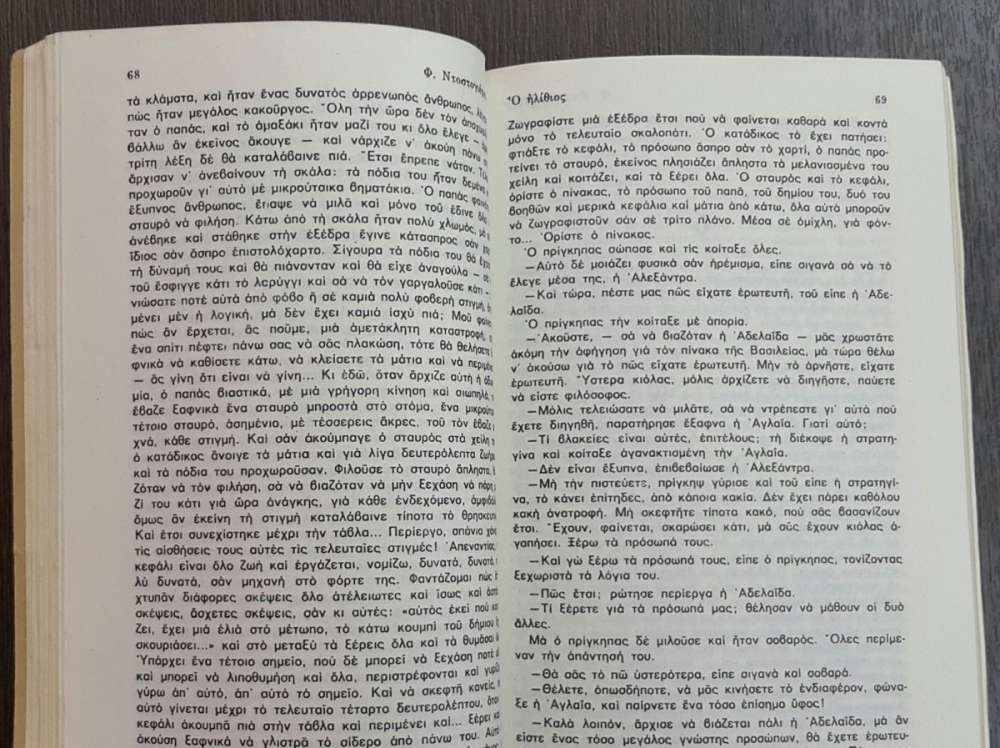 68
Φ. Ντοστογ
τὰ κλάματα, καὶ ἦταν ἕνας δυνατὸς ἀρρενωπὸς ἄνθρωπος,
πὼς ἦταν μεγάλος κακοῦργος. Ὅλη τὴν ὥρα δὲν τὸν
ταν ὁ παπάς, καὶ τὸ ἀμαξάκι ἦταν μαζί του κι ὅλο ἔλεγε —
βάλλω ἂν ἐκεῖνος ἄκουγε — καὶ νάρχιζε ν' ἀκούη πάνω
τρίτη λέξη δὲ θὰ καταλάβαινε πιά. Ἔτσι ἔπρεπε νάταν.
ἄρχισαν ν' ἀνεβαίνουν τὴ σκάλα: τὰ πόδια του ἦταν
προχωροῦν γι' αὐτὸ μὲ μικρούτσικα βηματάκια. Ὁ παπάς,
ἔξυπνος ἄνθρωπος, ἔπαψε νὰ μιλᾶ καὶ μόνο τοῦ ἔδινε
σταυρὸ νὰ φιλήση. Κάτω ἀπὸ τὴ σκάλα ἦταν πολὺ χλωμός,
ἀνέβηκε καὶ στάθηκε στὴν ἐξέδρα ἔγινε κάτασπρος σὰν
ἴδιος σὰν ἄσπρο ἐπιστολόχαρτο. Σίγουρα τὰ πόδια του θὰ
τὴ δύναμή τους καὶ θὰ πιάνονταν καὶ θὰ εἶχε ἀναγούλα —
τοῦ ἔσφιγγε κάτι τὸ λαρύγγι καὶ σὰ νὰ τὸν γαργαλοῦσε κάτι —
νιώσατε ποτὲ αὐτὰ ἀπὸ φόβο ἢ σὲ καμιὰ πολὺ φοβερὴ στιγμή,
μένει μὲν ἡ λογική, μὰ δὲν ἔχει καμιὰ ἰσχὺ πιά; Μοῦ
πὼς ἂν ἔρχεται, ἂς ποῦμε, μιὰ ἀμετάκλητη καταστροφή,
ἕνα σπίτι πέφτει πάνω σας νὰ σᾶς πλακώση, τότε θὰ
φνικὰ νὰ καθίσετε κάτω, νὰ κλείσετε τὰ μάτια καὶ νὰ
— ἂς γίνη ὅτι εἶναι νὰ γίνη... Κι ἐδῶ, ὅταν ἄρχιζε αὐτὴ ἡ
μία, ὁ παπάς βιαστικά, μὲ μιὰ γρήγορη κίνηση καὶ
ἔβαζε ξαφνικὰ ἕνα σταυρὸ μπροστὰ στὸ στόμα, ἕνα
τέτοιο σταυρό, ἀσημένιο, μὲ τέσσερεις ἄκρες, τοῦ τὸν ἔβαζε
χνά, κάθε στιγμή. Καὶ σὰν ἀκούμπαγε ὁ σταυρὸς στὰ χείλη
ὁ κατάδικος ἄνοιγε τὰ μάτια καὶ γιὰ λίγα δευτερόλεπτα
καὶ τὰ πόδια του προχωροῦσαν. Φιλοῦσε τὸ σταυρὸ ἄπληστα,
ζόταν νὰ τὸν φιλήση, σὰ νὰ βιαζόταν νὰ μὴν ξεχάση νὰ
ζί του κάτι γιὰ ὥρα ἀνάγκης, γιὰ κάθε ἐνδεχόμενο,
ὅμως ἂν ἐκείνη τὴ στιγμὴ καταλάβαινε τίποτα τὸ
Καὶ ἔτσι συνεχίστηκε μέχρι τὴν τάβλα... Περίεργο, σπάνια
τὶς αἰσθήσεις τους αὐτὲς τὶς τελευταῖες στιγμές! Ἀπεναντίας,
κεφάλι εἶναι ὅλο ζωὴ καὶ ἐργάζεται, νομίζω, δυνατά,
λὺ δυνατά, σὰν μηχανὴ στὸ φόρτε της. Φαντάζομαι πὼς
χτυπᾶν διάφορες σκέψεις ὅλο ἀτέλειωτες καὶ ἴσως καὶ
σκέψεις, ἄσχετες σκέψεις, σὰν κι αὐτές: «αὐτὸς ἐκεῖ ποὺ
ζει, ἔχει μιὰ ἐλιὰ στὸ μέτωπο, τὸ κάτω κουμπὶ τοῦ δήμιου
σκουριάσει...» καὶ στὸ μεταξὺ τὰ ξέρεις ὅλα καὶ τὰ θυμᾶσαι
Ὑπάρχει ἕνα τέτοιο σημεῖο, ποὺ δὲ μπορεῖ νὰ ξεχάση ποτὲ
καὶ μπορεῖ νὰ λιποθυμήση καὶ ὅλα, περιστρέφονται καὶ
γύρω ἀπ' αὐτό, ἀπ' αὐτὸ τὸ σημεῖο. Καὶ νὰ σκεφτῆ κανείς,
αὐτὸ γίνεται μέχρι τὸ τελευταῖο τέταρτο δευτερολέπτου,
κεφάλι ἀκουμπᾶ πιὰ στὴν τάβλα καὶ περιμένει καὶ... ξέρει
ἀκούση ξαφνικὰ νὰ γλιστρᾶ τὸ σίδερο ἀπὸ πάνω του.
Ὁ ἠλίθιος
69
Ζωγραφίστε μιὰ ἐξέδρα ἔτσι ποὺ νὰ φαίνεται καθαρὰ καὶ κοντὰ
μόνο τὸ τελευταῖο σκαλοπάτι. Ὁ κατάδικος τὸ ἔχει πατήσει:
φτιάξτε τὸ κεφάλι, τὸ πρόσωπο ἄσπρο σὰν τὸ χαρτί, ὁ παπὰς προ-
τείνει τὸ σταυρό, ἐκεῖνος πλησιάζει ἄπληστα τὰ μελανιασμένα του
χείλη καὶ κοιτάζει, καὶ τὰ ξέρει ὅλα. Ὁ σταυρὸς καὶ τὸ κεφάλι,
ὁρίστε ὁ πίνακας, τὸ πρόσωπο τοῦ παπᾶ, τοῦ δημίου του, δυό του
βοηθῶν καὶ μερικὰ κεφάλια καὶ μάτια ἀπὸ κάτω, ὅλα αὐτὰ μποροῦν
νὰ ζωγραφιστοῦν σὰν σὲ τρίτο πλάνο. Μέσα σὲ ὀμίχλη, γιὰ φόν-
το... Ὁρίστε ὁ πίνακας.
Ὁ πρίγκηπας σώπασε καὶ τὶς κοίταξε ὅλες.
—Αὐτὸ δὲ μοιάζει φυσικὰ σὰν ἠρέμισμα, εἶπε σιγανὰ σὰ νὰ τὸ
ἔλεγε μέσα της, ἡ Ἀλεξάντρα.
—Καὶ τώρα, πέστε μας πῶς εἴχατε ἐρωτευτῆ, τοῦ εἶπε ἡ Ἀδε-
λαΐδα.
Ὁ πρίγκηπας τὴν κοίταξε μὲ ἀπορία.
—Ἀκοῦστε, — σὰ νὰ βιαζόταν ἡ Ἀδελαΐδα — μᾶς χρωστᾶτε
ἀκόμη τὴν ἀφήγηση γιὰ τὸν πίνακα τῆς Βασιλείας, μὰ τώρα θέλω
ν' ἀκούσω γιὰ τὸ πῶς εἴχατε ἐρωτευτῆ. Μὴν τὸ ἀρνῆστε, εἴχατε
ἐρωτευτῆ. Ὕστερα κιόλας, μόλις ἀρχίζετε νὰ διηγῆστε, παύετε
νὰ εἶστε φιλόσοφος.
—Μόλις τελειώσατε νὰ μιλᾶτε, σὰ νὰ ντρέπεστε γι' αὐτὰ ποὺ
ἔχετε διηγηθῆ, παρατήρησε ἔξαφνα ἡ Ἀγλαΐα. Γιατί αὐτό;
—Τί βλακεῖες εἶναι αὐτές, ἐπιτέλους; τὴ διέκοψε ἡ στρατη-
γίνα καὶ κοίταξε ἀγανακτισμένη τὴν Ἀγλαΐα.
—Δὲν εἶναι ἔξυπνα, ἐπιβεβαίωσε ἡ Ἀλεξάντρα.
—Μὴ τὴν πιστεύετε, πρίγκηπ γύρισε καὶ τοῦ εἶπε ἡ στρατηγί-
να, τὸ κάνει ἐπίτηδες, ἀπὸ κάποια κακία. Δὲν ἔχει πάρει καθόλου
κακὴ ἀνατροφή. Μὴ σκεφτῆτε τίποτα κακό, ποὺ σᾶς βασανίζουν
ἔτσι. Ἔχουν, φαίνεται, σκαρώσει κάτι, μὰ σᾶς ἔχουν κιόλας ἀ-
γαπήσει. Ξέρω τὰ πρόσωπά τους.
—Καὶ γὼ ξέρω τὰ πρόσωπά τους, εἶπε ὁ πρίγκηπας, τονίζοντας
ξεχωριστὰ τὰ λόγια του.
—Πῶς ἔτσι; ρώτησε περίεργα ἡ Ἀδελαΐδα.
—Τί ξέρετε γιὰ τὰ πρόσωπά μας; θέλησαν νὰ μάθουν οἱ δυὸ
ἄλλες.
Μὰ ὁ πρίγκηπας δὲ μιλοῦσε καὶ ἦταν σοβαρός. Ὅλες περίμε-
ναν τὴν ἀπάντησή του.
—Θὰ σᾶς τὸ πῶ ὑστερότερα, εἶπε σιγανὰ καὶ σοβαρά.
—Θέλετε, ὁπωσδήποτε, νὰ μᾶς κινήσετε τὸ ἐνδιαφέρον, φώνα-
ξε ἡ Ἀγλαΐα, καὶ παίρνετε ἕνα τόσο ἐπίσημο ὕφος!
—Καλὰ λοιπόν, ἄρχισε νὰ βιάζεται πάλι ἡ Ἀδελαΐδα, μὰ ἂν
εἶστε ἕνας τόσο μεγάλος γνώστης προσώπων, θὰ ἔχετε ἐρωτευ-